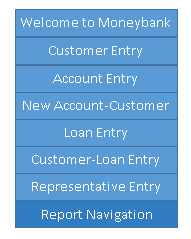 Welcome to Moneybank
Customer Entry
Account Entry
New Account-Customer
Loan Entry
Customer-Loan Entry
Representative Entry
Report Navigation